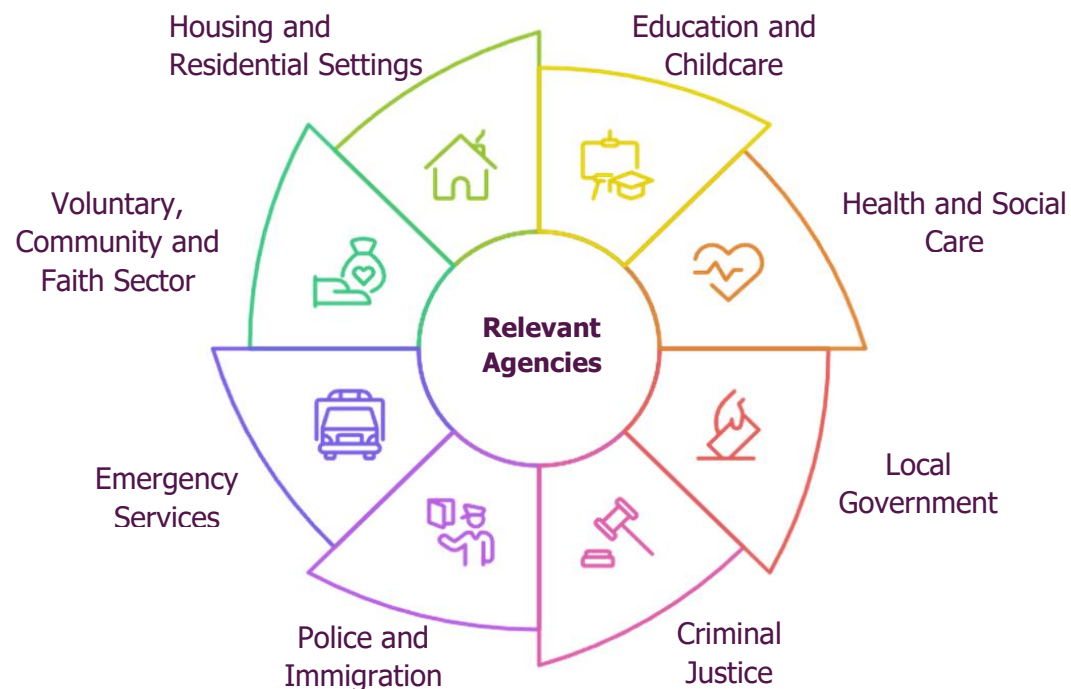 Housing and
Residential Settings
Education and
Childcare
Voluntary,
Community and
Faith Sector
Health and Social
Care
Relevant
Agencies
Emergency
Services
Local
Government
Police and
Immigration
Criminal
Justice